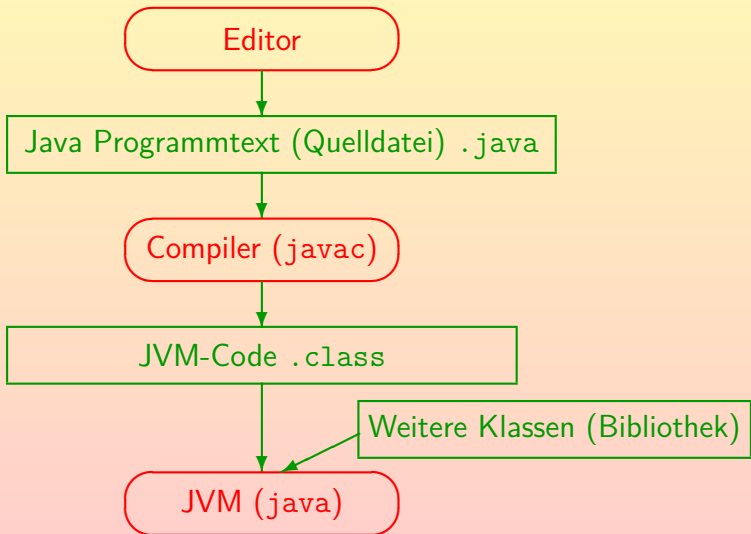 Editor
Java Programmtext (Quelldatei) .java
Compiler (javac)
JVM-Code .class
Weitere Klassen (Bibliothek)
JVM (java)